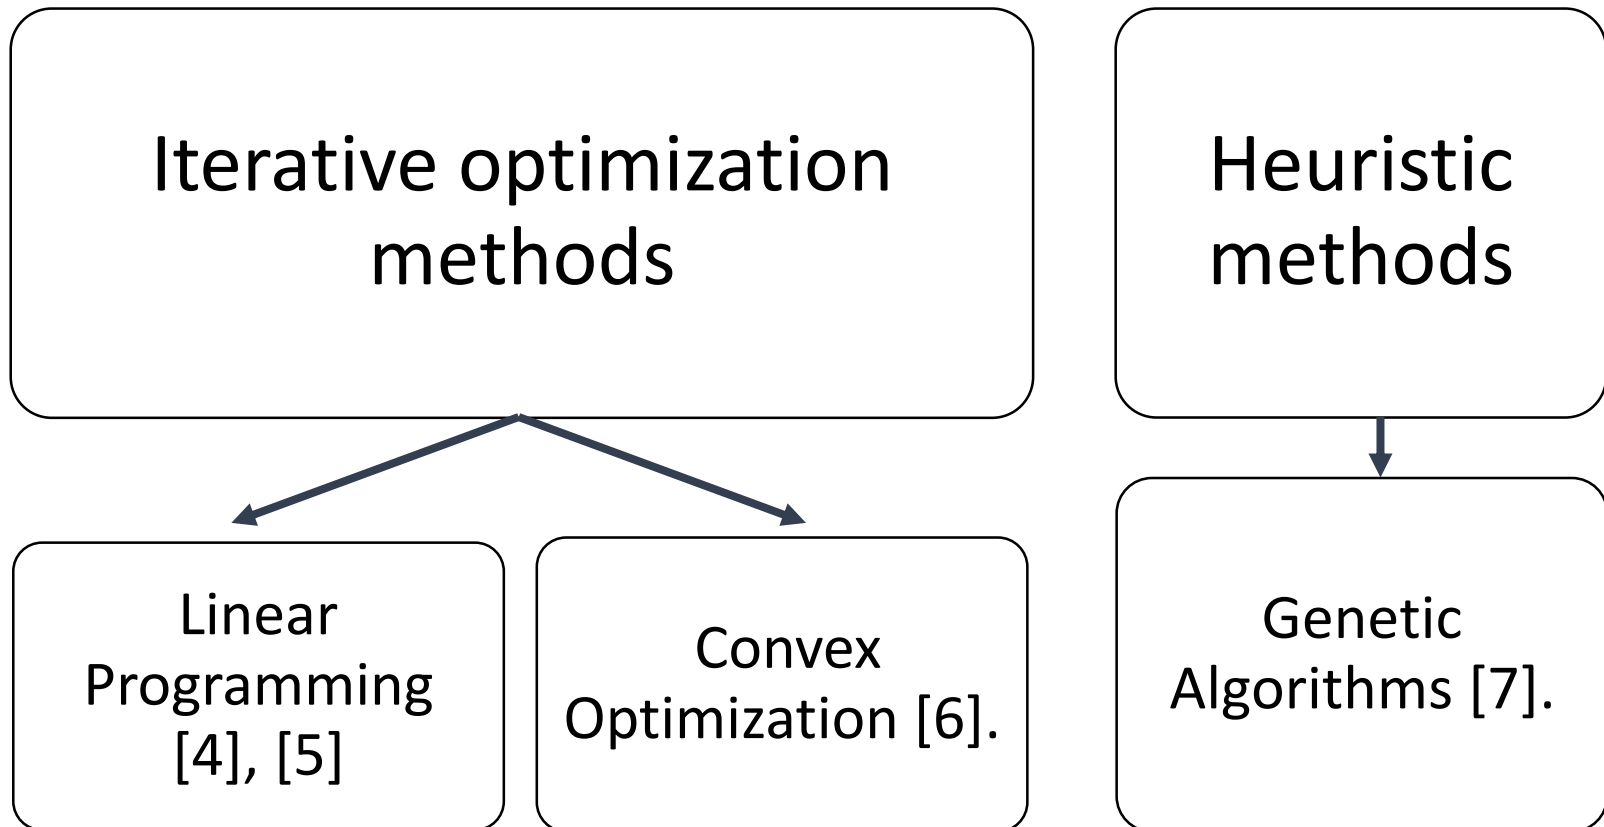 Iterative optimization
methods
Heuristic
methods
Linear
Programming
[4], [5]
Convex
Optimization [6].
Genetic
Algorithms [7].